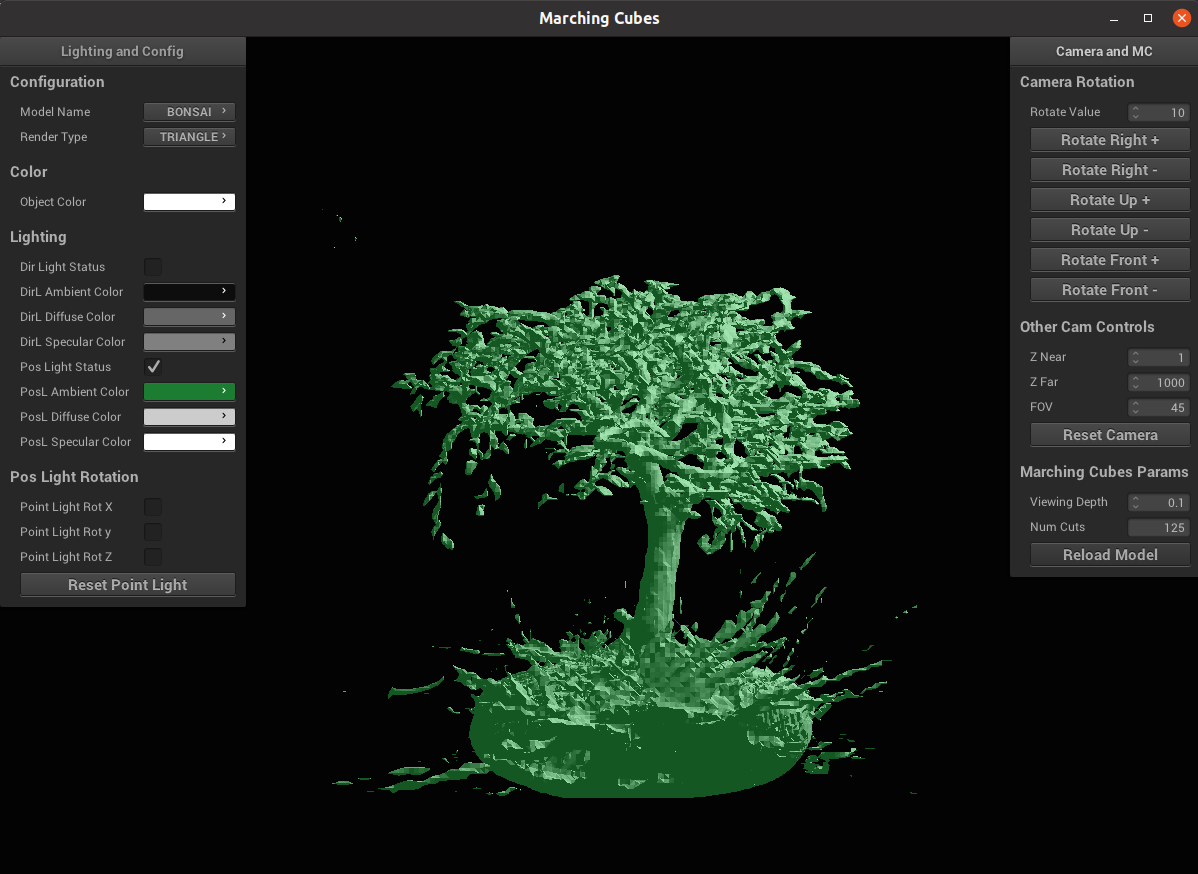 Marching Cubes
Lighting and Config
Configuration
Model Name BONSAI
Render Type TRIANGLE
Color
Object Color
Lighting
Dir Light Status
DirL Ambient Color
DirL Diffuse Color
DirL Specular Color
Pos Light Status
PosL Ambient Color
PosL Diffuse Color
PosL Specular Color
Pos Light Rotation
Point Light Rot X
Point Light Rot y
Point Light Rot Z
Reset Point Light
Camera and MC
Camera Rotation
Rotate Value 10
Rotate Right +
Rotate Right -
Rotate Up +
Rotate Up -
Rotate Front +
Rotate Front -
Other Cam Controls
Z Near 1
Z Far 1000
FOV 45
Reset Camera
Marching Cubes Params
Viewing Depth 0.1
Num Cuts 125
Reload Model